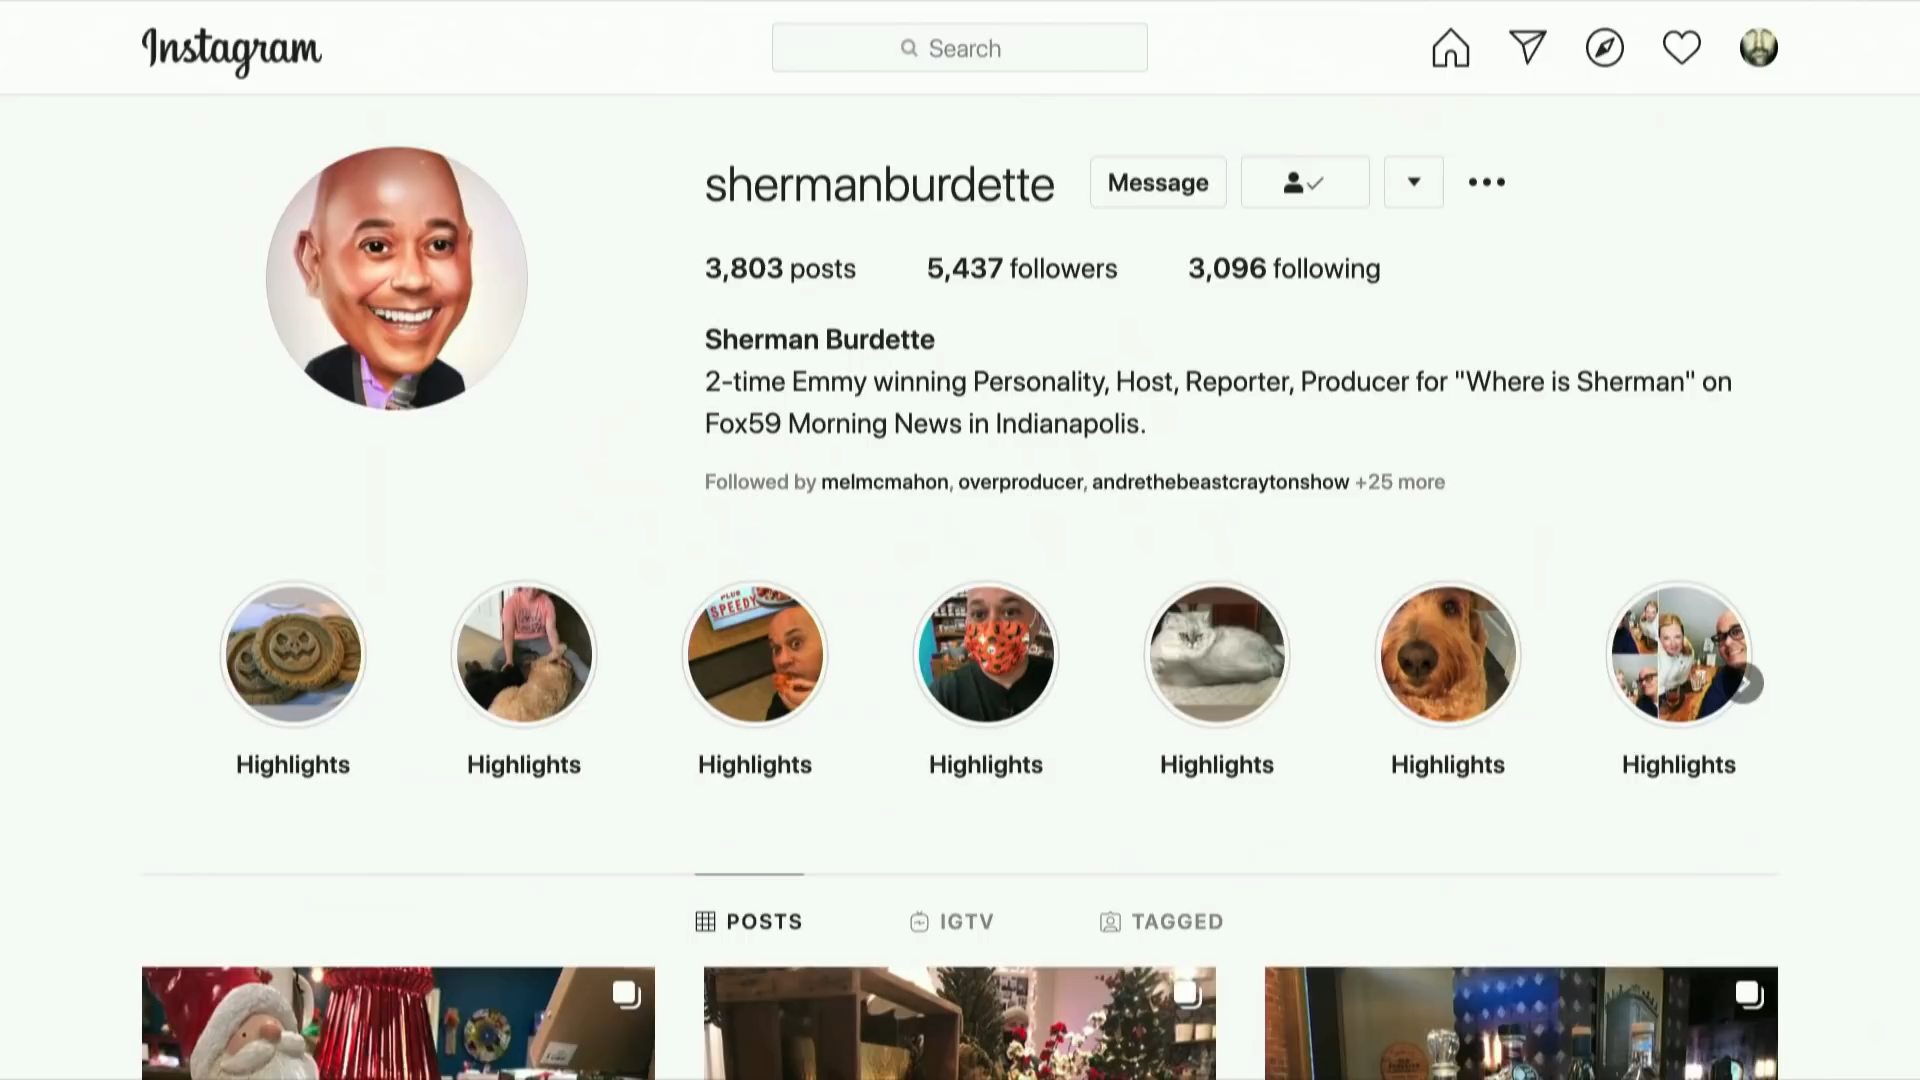 Instagram
Search
shermanburdette
Message
3,803 posts 5,437 followers 3,096 following
Sherman Burdette
2-time Emmy winning Personality, Host, Reporter, Producer for "Where is Sherman" on
Fox59 Morning News in Indianapolis.
Followed by melmcmahon, overproducer, andrethebeastcraytonshow +25 more
PLUS
SPEEDY
Highlights Highlights Highlights Highlights Highlights Highlights Highlights
POSTS IGTV TAGGED